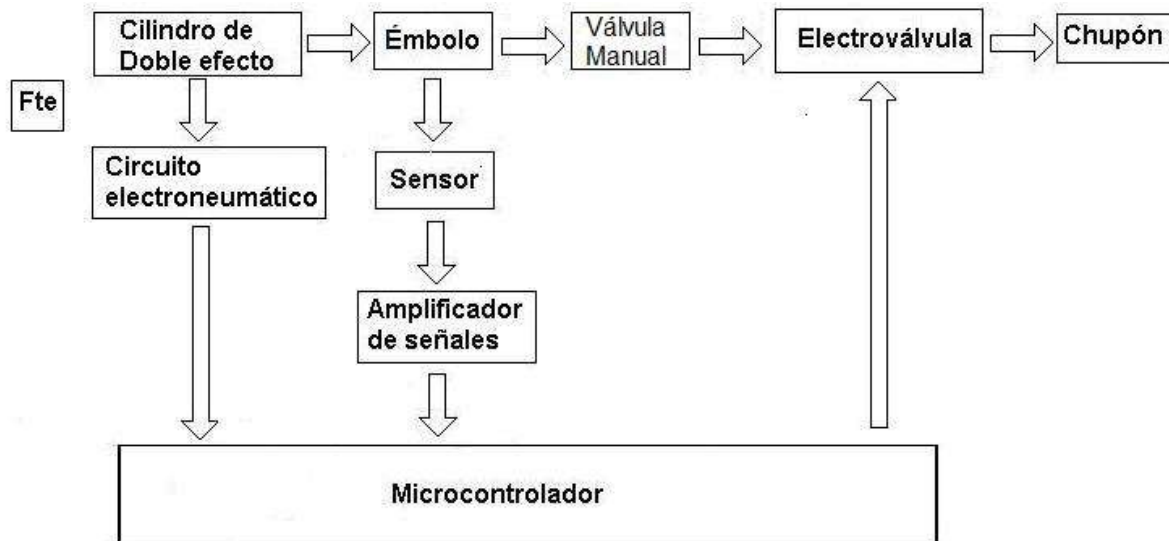 Cilindro de
Doble efecto
Émbolo
Válvula
Manual
Electroválvula
Chupón
Fte
Circuito
electroneumático
Sensor
Amplificador
de señales
Microcontrolador